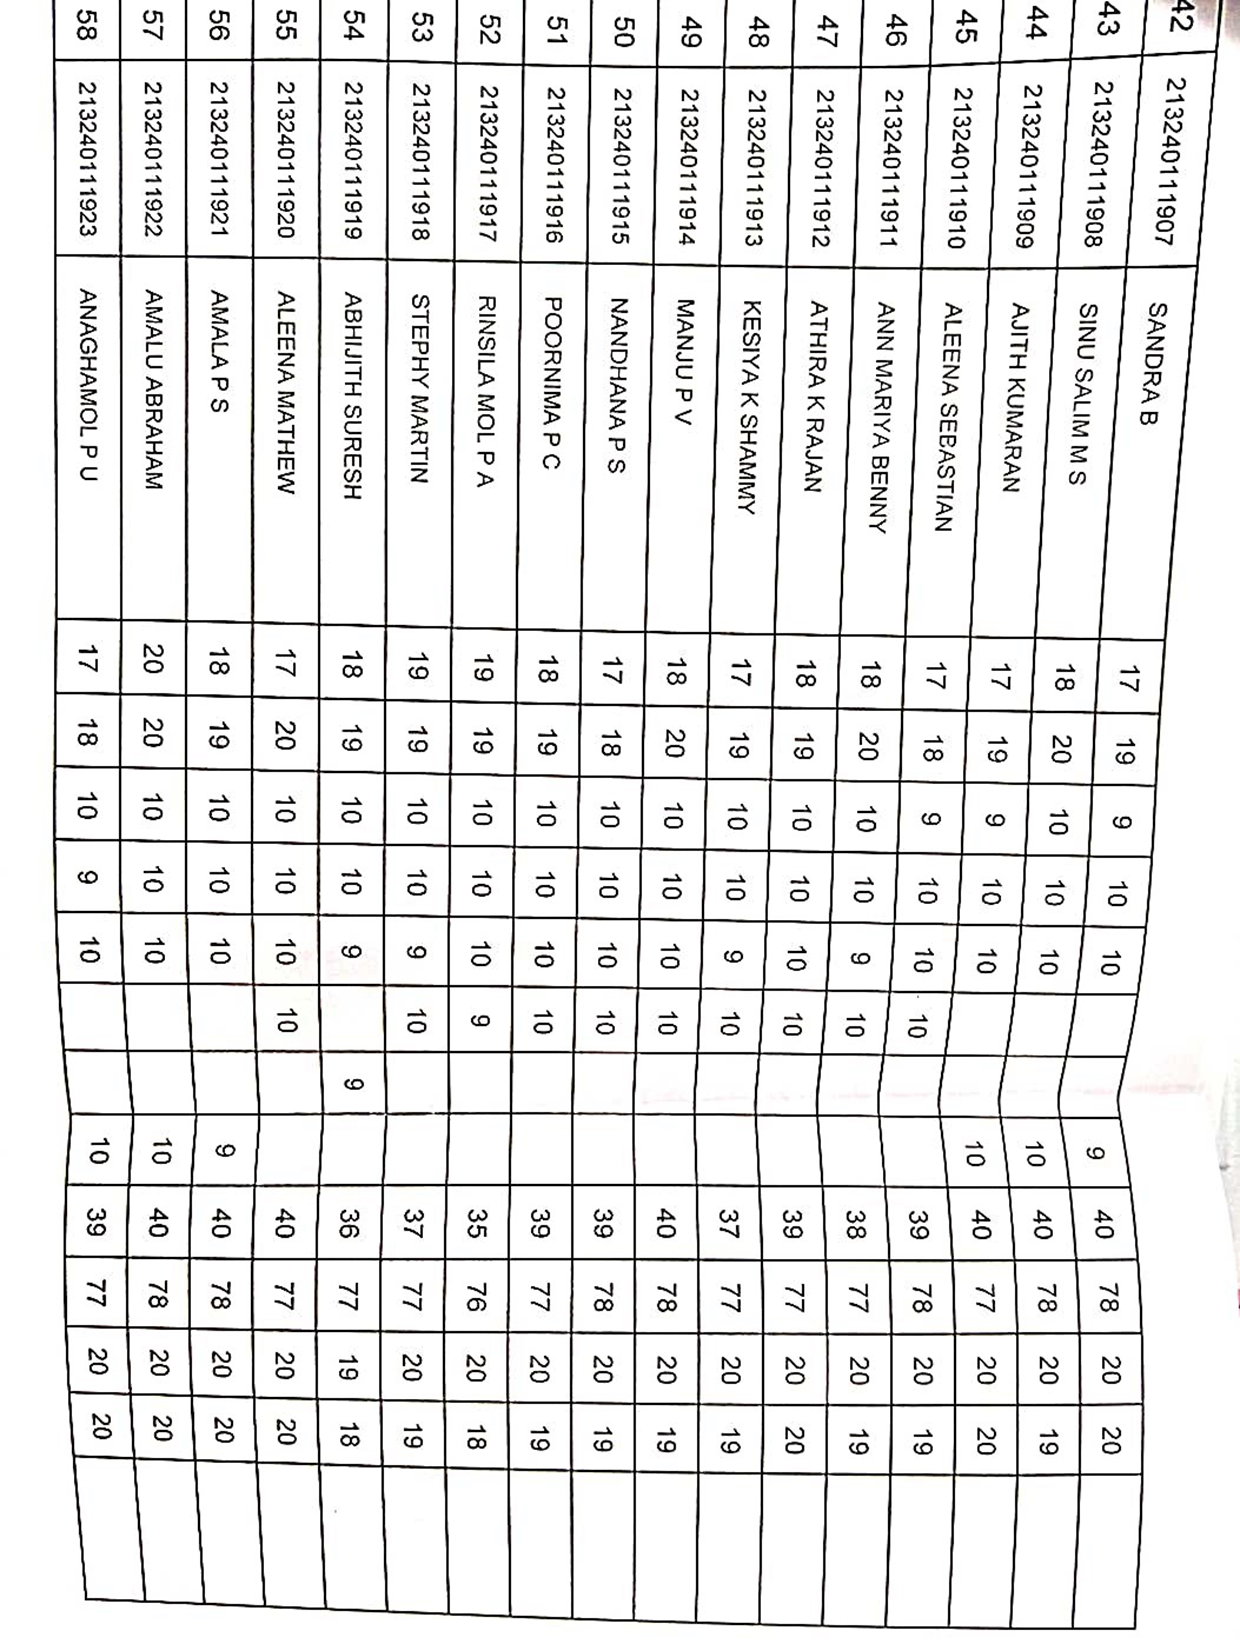 42 213240111907 SANDRA B 17 19 9 10 10 9 40 78 20 20
43 213240111908 SINU SALIM M S 18 20 10 10 10 10 40 78 20 19
44 213240111909 AJITH KUMARAN 17 19 9 10 10 10 40 77 20 20
45 213240111910 ALEENA SEBASTIAN 17 18 9 10 10 10 39 78 20 19
46 213240111911 ANN MARIYA BENNY 18 20 10 10 9 10 38 77 20 19
47 213240111912 ATHIRA K RAJAN 18 19 10 10 10 10 39 77 20 20
48 213240111913 KESIYA K SHAMMY 17 19 10 10 9 10 37 77 20 19
49 213240111914 MANJU P V 18 20 10 10 10 10 40 78 20 19
50 213240111915 NANDHANA P S 17 18 10 10 10 10 39 78 20 19
51 213240111916 POORNIMA P C 18 19 10 10 10 10 39 77 20 19
52 213240111917 RINSILA MOL P A 19 19 10 10 10 9 35 76 20 18
53 213240111918 STEPHY MARTIN 19 19 10 10 9 10 37 77 20 19
54 213240111919 ABHIJITH SURESH 18 19 10 10 9 9 36 77 19 18
55 213240111920 ALEENA MATHEW 17 20 10 10 10 10 40 77 20 20
56 213240111921 AMALA P S 18 19 10 10 10 9 40 78 20 20
57 213240111922 AMALU ABRAHAM 20 20 10 10 10 10 40 78 20 20
58 213240111923 ANAGHAMOL P U 17 18 10 9 10 10 39 77 20 20